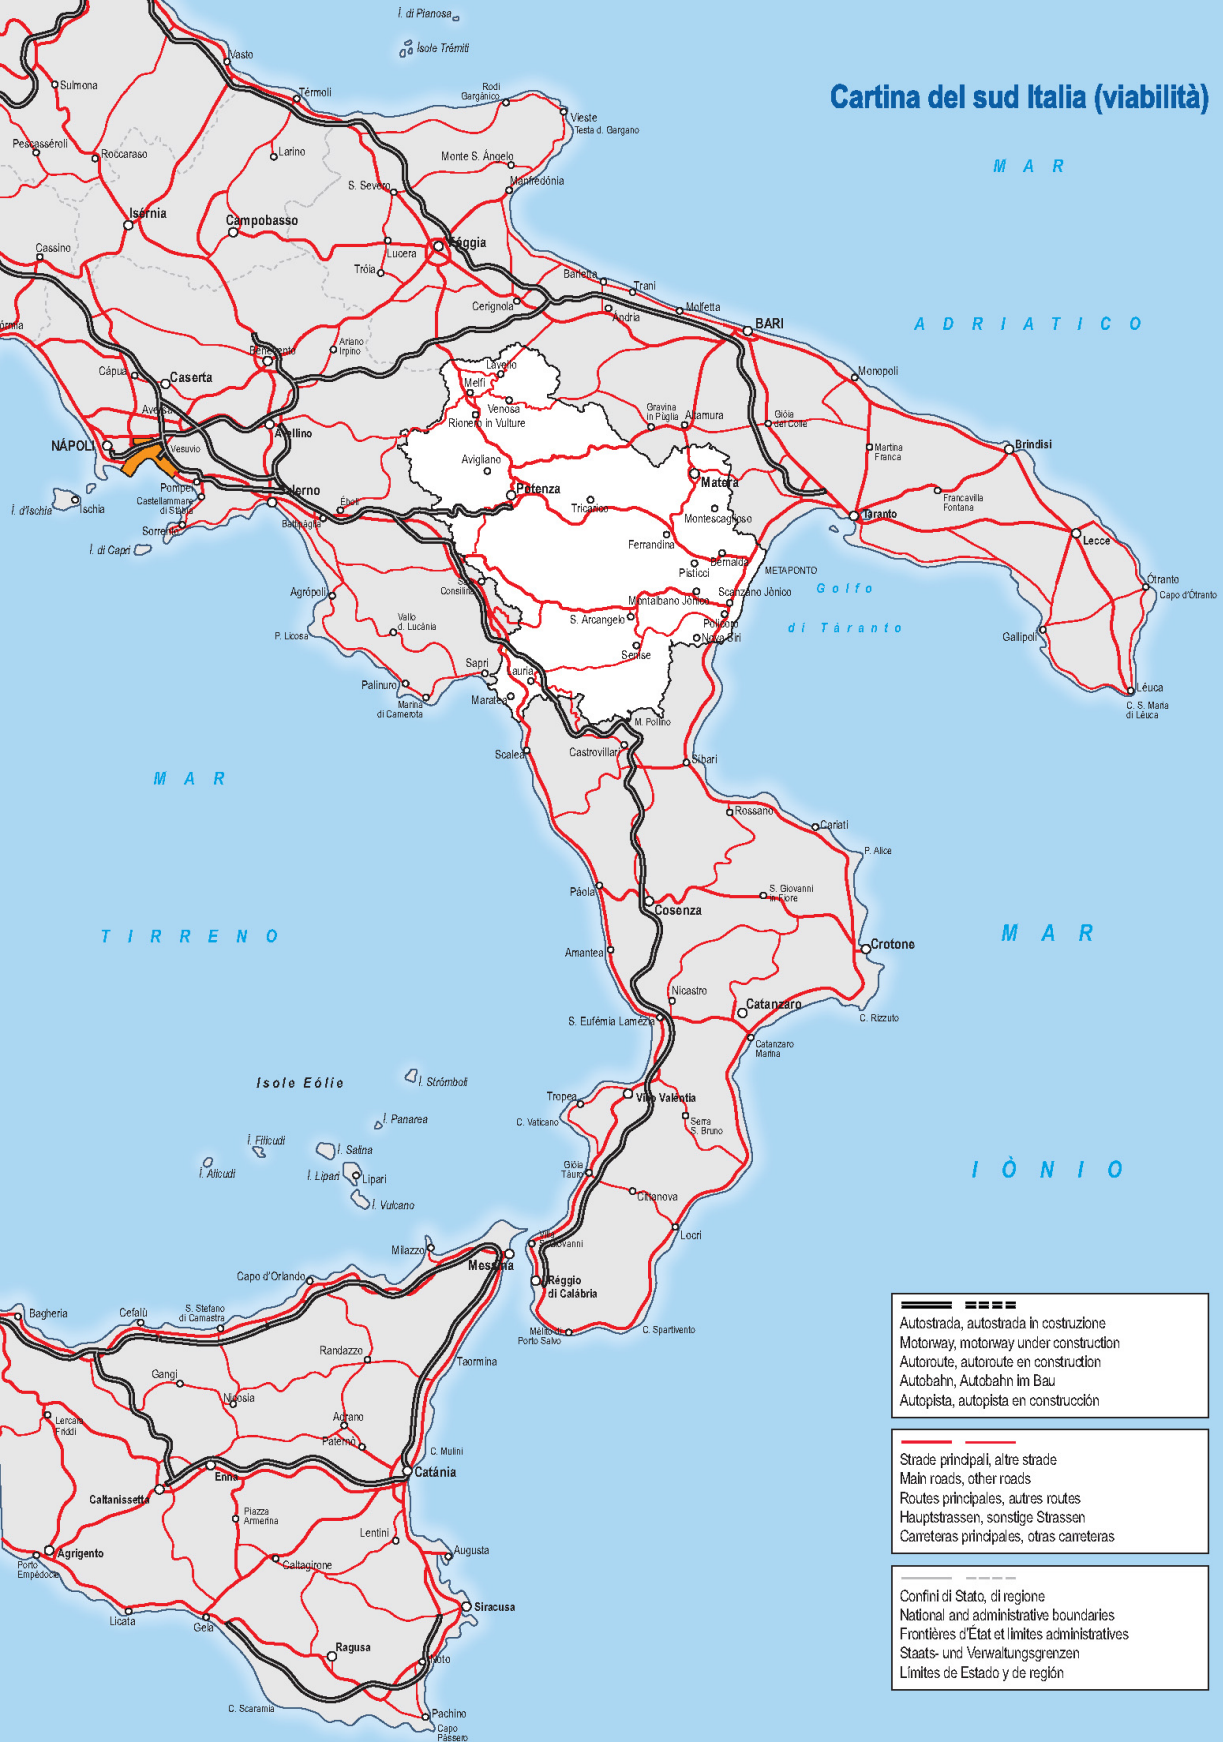 Cartina del sud Italia (viabilità)
Í. di Pianosa
Ísole Trémiti
Vasto
Sulmona
Térmoli
Rodi
Gargánico
Vieste
Testa d. Gargano
Pescasséroli
Roccaraso
Larino
Monte S. Ángelo
Manfredónia
S. Severo
MAR
Isérnia
Campobasso
Fóggia
Lucera
Cassino
Tróia
Barletta
Trani
Cerignola
Andria
Molfetta
BARI
ADRIATICO
Ariano
Irpino
Benevento
Lavello
Monopoli
Cápua
Caserta
Melfi
Venosa
Aversa
Rionero in Vulture
Gravina
in Púglia
Altamura
Gióia
del Colle
Avellino
NÁPOLI
Vesuvio
Martina
Franca
Brindisi
Avigliano
Matera
Pompei
Potenza
Salerno
Castellammare
di Stábia
Éboli
Tricarico
Francavilla
Fontana
Í. d'Ischia
Ischia
Montescaglioso
Táranto
Sorrento
Battipáglia
Ferrandina
Lecce
Í. di Capri
Bernalda
METAPONTO
Pisticci
Ótranto
Capo d'Ótranto
Consilina
Agrópoli
Montalbano Jónico
Scanzano Jònico
Golfo
S. Arcangelo
Policoro
di Táranto
Vallo
d. Lucánia
P. Licosa
Nova Siri
Gallipoli
Senise
Sapri
Lauria
Palinuro
Maratea
Marina
di Camerota
Léuca
C. S. Maria
di Léuca
M. Pollino
Scalea
Castrovillari
Sibari
MAR
Rossano
Cariati
P. Alice
Páola
S. Giovanni
in Fiore
Cosenza
TIRRENO
MAR
Amantea
Crotone
Nicastro
Catanzaro
S. Eufémia Lamézia
C. Rizzuto
Catanzaro
Marina
Isole Eólie
Í. Strómboli
Tropea
Vibo Valéntia
Í. Panarea
C. Vaticano
Serra
S. Bruno
Í. Filicudi
Í. Salina
Í. Alicudi
Í. Lipari
Lipari
Gióia
Táuro
IÒNIO
Í. Vulcano
Cittanova
Locri
Milazzo
Villa
S. Giovanni
Messina
Capo d'Orlando
Réggio
di Calábria
Bagheria
Cefalù
S. Stefano
di Camastra
Mélito di
Porto Salvo
C. Spartivento
Randazzo
Taormina
Gangi
Nicosia
Adrano
Lercara
Friddi
Paternò
C. Mulini
Enna
Catánia
Caltanissetta
Piazza
Armerina
Lentini
Agrigento
Augusta
Porto
Empédocle
Caltagirone
Licata
Gela
Siracusa
Ragusa
Noto
C. Scaramia
Pachino
Capo
Pàssero
Autostrada, autostrada in costruzione
Motorway, motorway under construction
Autoroute, autoroute en construction
Autobahn, Autobahn im Bau
Autopista, autopista en construcción
Strade principali, altre strade
Main roads, other roads
Routes principales, autres routes
Hauptstrassen, sonstige Strassen
Carreteras principales, otras carreteras
Confini di Stato, di regione
National and administrative boundaries
Frontières d'État et limites administratives
Staats- und Verwaltungsgrenzen
Límites de Estado y de región